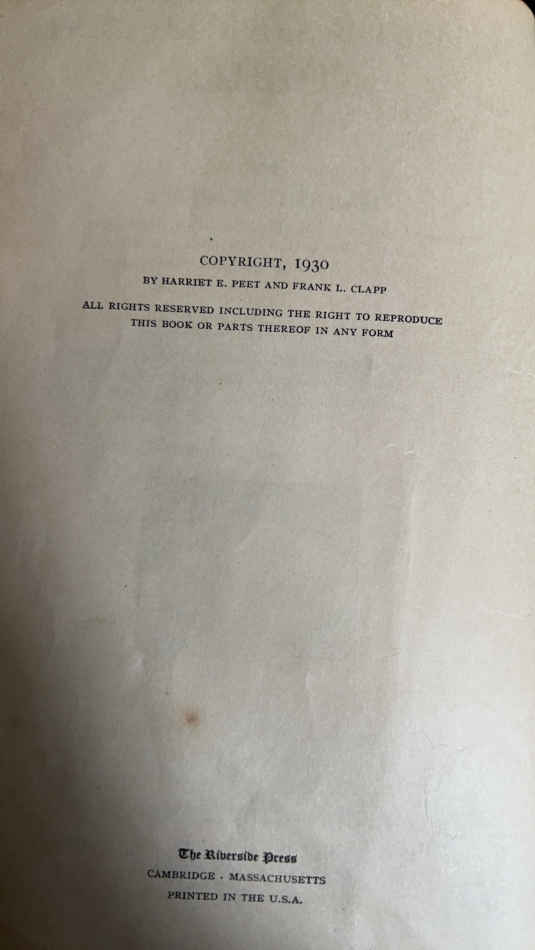 COPYRIGHT, 1930
BY HARRIET E. PEET AND FRANK L. CLAPP
ALL RIGHTS RESERVED INCLUDING THE RIGHT TO REPRODUCE
THIS BOOK OR PARTS THEREOF IN ANY FORM
The Riverside Press
CAMBRIDGE · MASSACHUSETTS
PRINTED IN THE U.S.A.